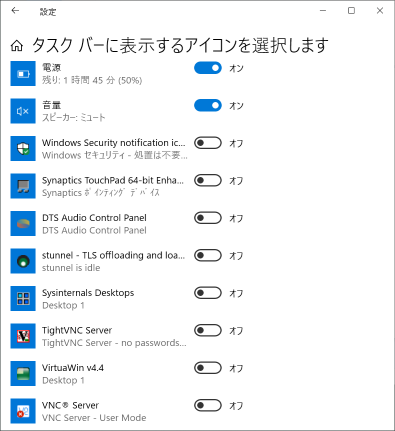 設定
タスク バーに表示するアイコンを選択します
電源
オン
残り: 1 時間 45 分 (50%)
音量
オン
スピーカー: ミュート
Windows Security notification ic...
オフ
Windows セキュリティ - 処置は不要...
Synaptics TouchPad 64-bit Enha...
オフ
Synaptics ﾎﾟｲﾝﾃｨﾝｸﾞ ﾃﾞﾊﾞｲｽ
DTS Audio Control Panel
オフ
DTS Audio Control Panel
stunnel - TLS offloading and loa...
オフ
stunnel is idle
Sysinternals Desktops
オフ
Desktop 1
TightVNC Server
オフ
TightVNC Server - no passwords...
VirtuaWin v4.4
オフ
Desktop 1
VNC® Server
オフ
VNC Server - User Mode